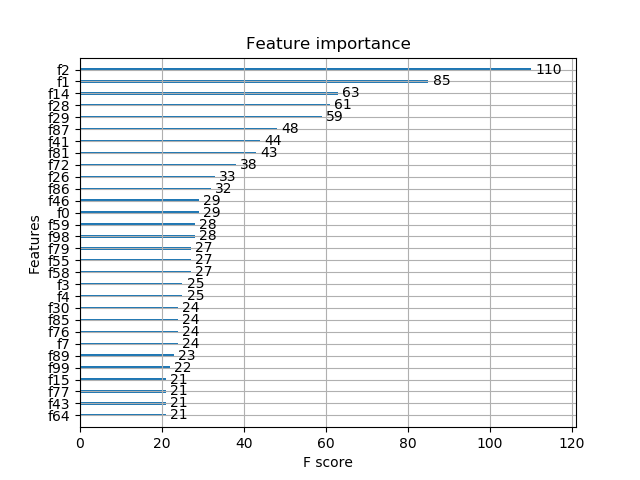 Feature importance
f2 110
f1 85
f14 63
f28 61
f29 59
f87 48
f41 44
f81 43
f72 38
f26 33
f86 32
f46 29
f0 29
f59 28
f98 28
f79 27
f55 27
f58 27
f3 25
f4 25
f30 24
f85 24
f76 24
f7 24
f89 23
f99 22
f15 21
f77 21
f43 21
f64 21
Features
0 20 40 60 80 100 120
F score